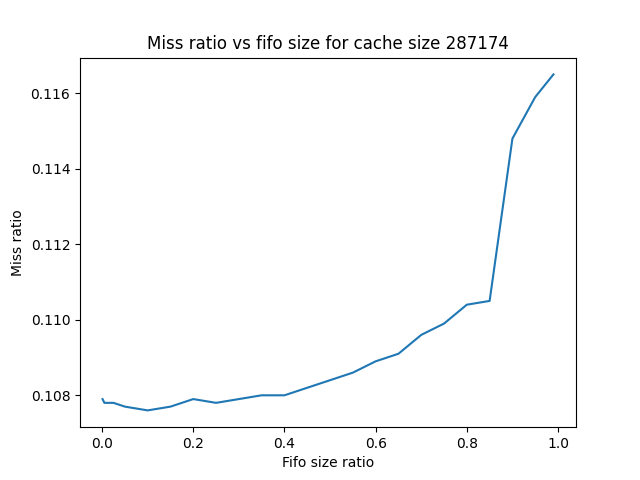 Miss ratio vs fifo size for cache size 287174
0.116
0.114
0.112
0.110
0.108
Miss ratio
0.0 0.2 0.4 0.6 0.8 1.0
Fifo size ratio